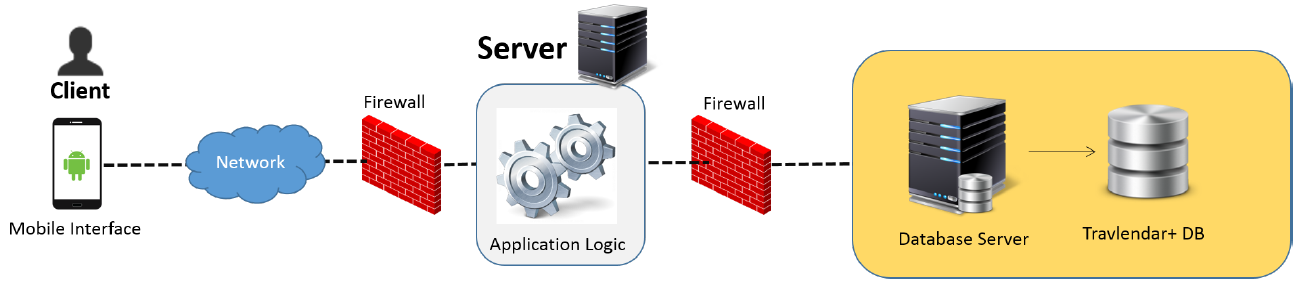 Client
Mobile Interface
Network
Firewall
Server
Application Logic
Firewall
Database Server
Travlendar+ DB